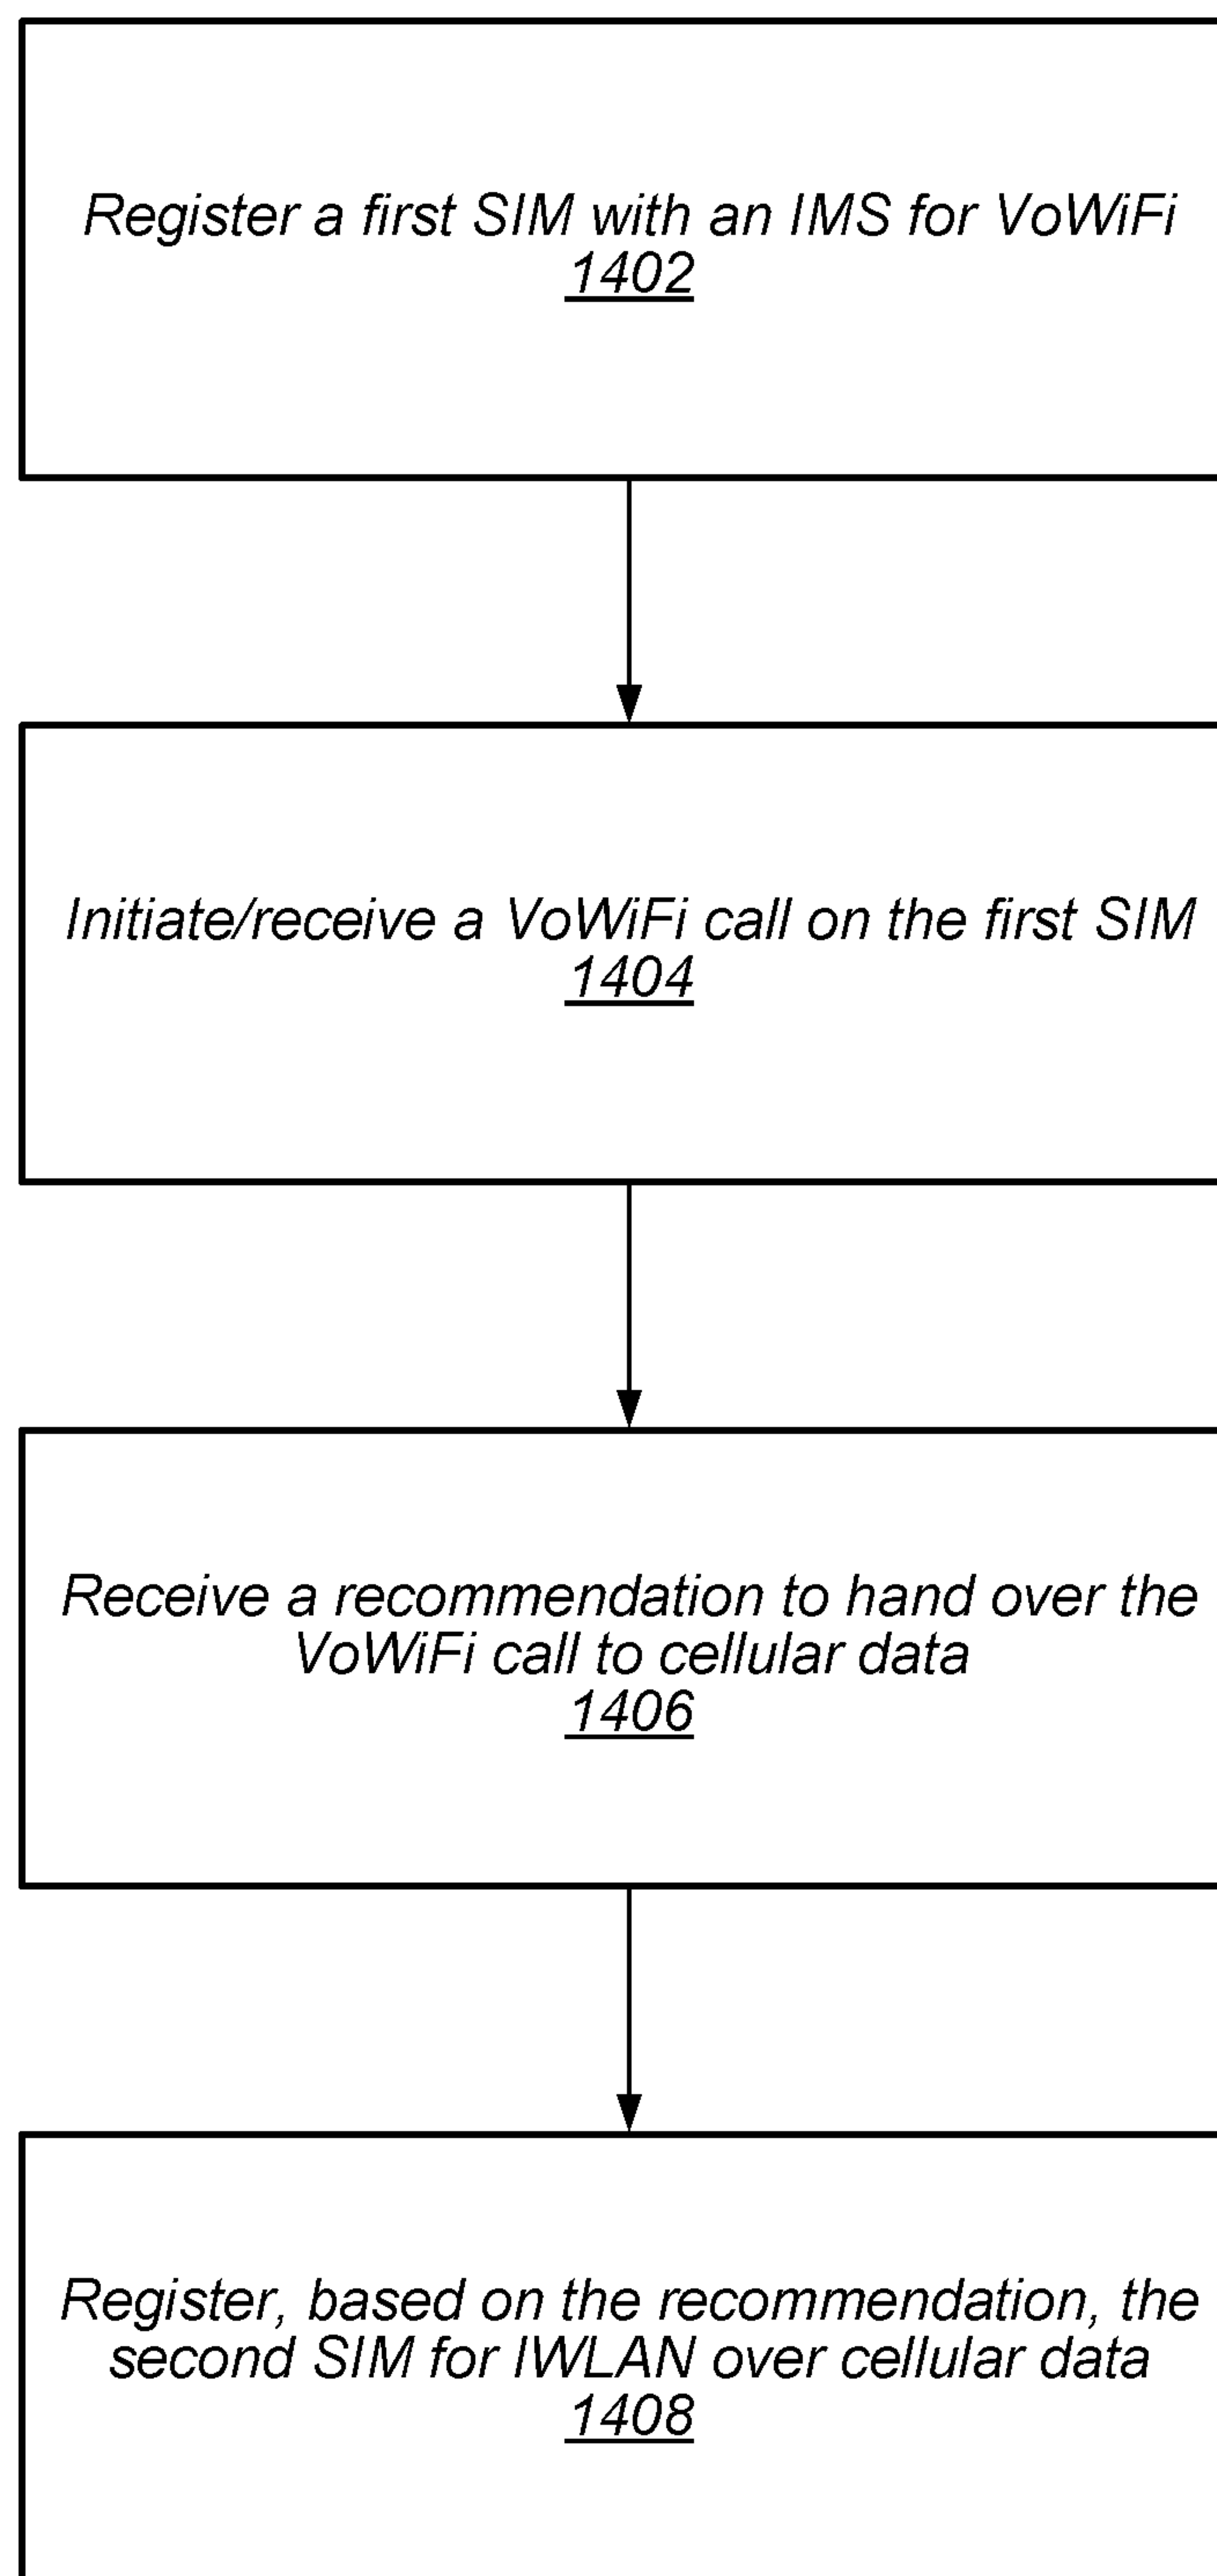 Register a first SIM with an IMS for VoWiFi
1402
Initiate/receive a VoWiFi call on the first SIM
1404
Receive a recommendation to hand over the
VoWiFi call to cellular data
1406
Register, based on the recommendation, the
second SIM for IWLAN over cellular data
1408